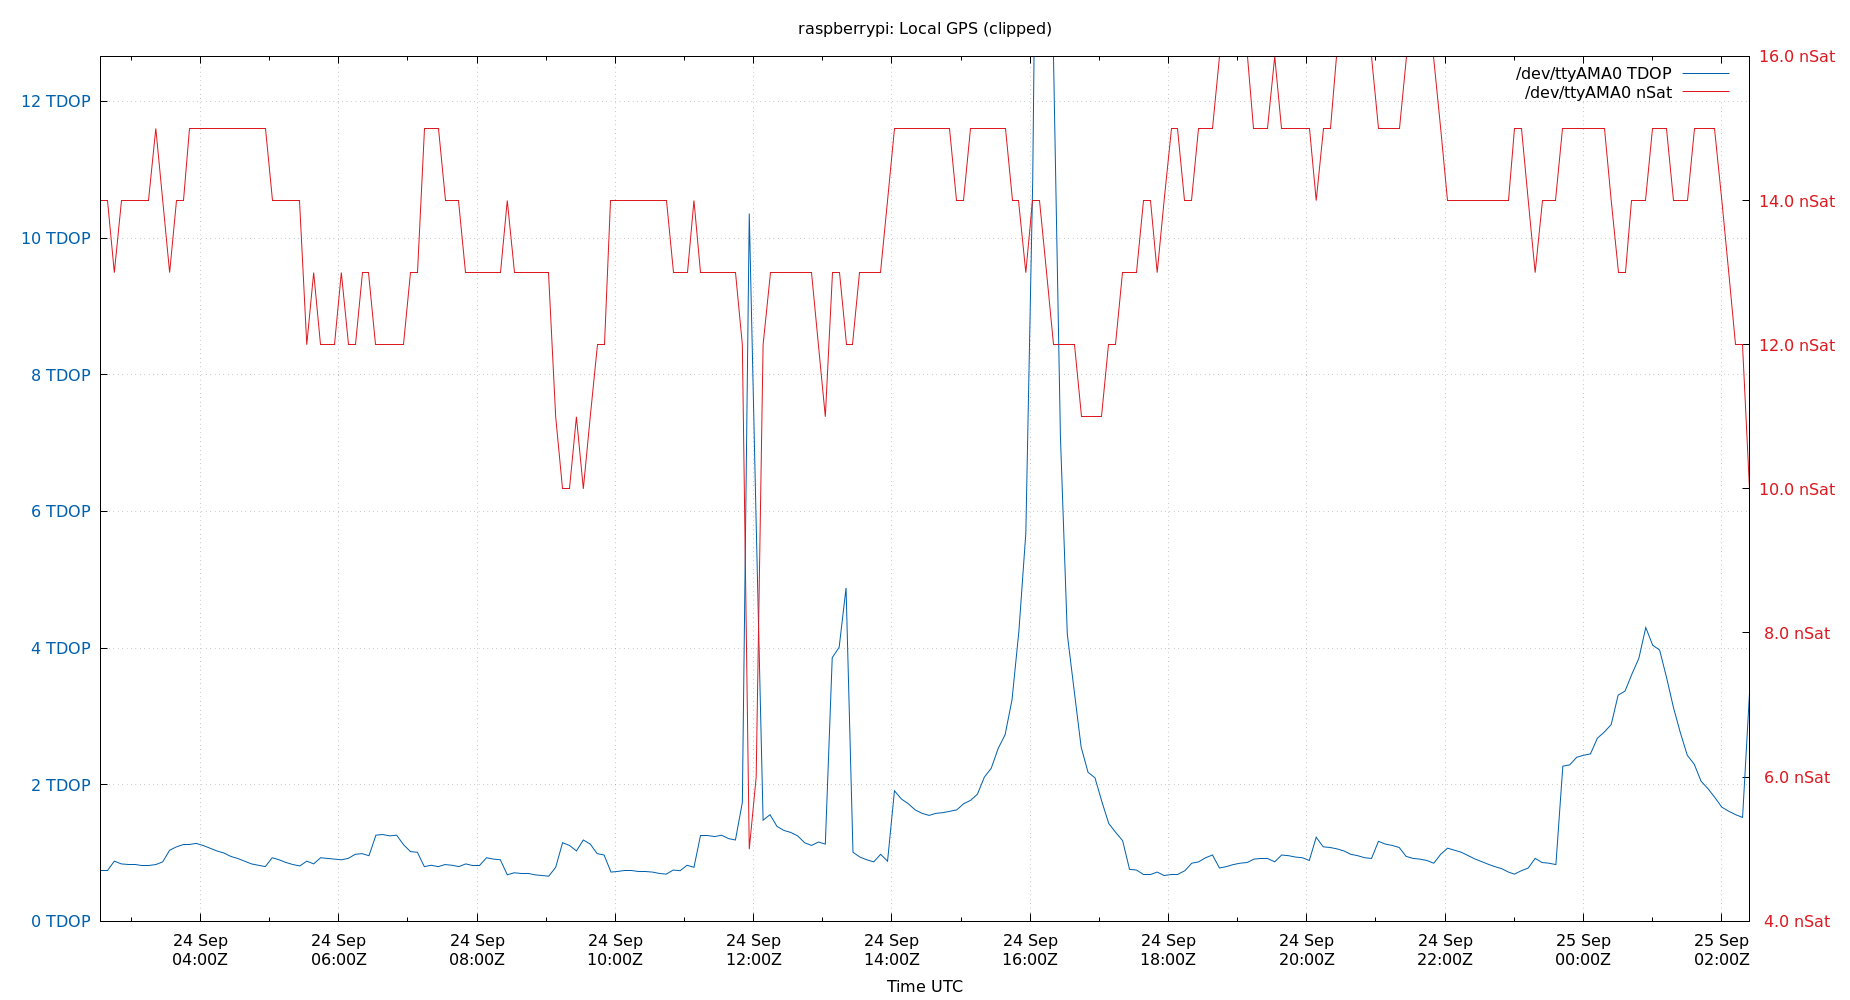 raspberrypi: Local GPS (clipped)
/dev/ttyAMA0 TDOP
/dev/ttyAMA0 nSat
12 TDOP
10 TDOP
8 TDOP
6 TDOP
4 TDOP
2 TDOP
0 TDOP
16.0 nSat
14.0 nSat
12.0 nSat
10.0 nSat
8.0 nSat
6.0 nSat
4.0 nSat
24 Sep
04:00Z
24 Sep
06:00Z
24 Sep
08:00Z
24 Sep
10:00Z
24 Sep
12:00Z
24 Sep
14:00Z
24 Sep
16:00Z
24 Sep
18:00Z
24 Sep
20:00Z
24 Sep
22:00Z
25 Sep
00:00Z
25 Sep
02:00Z
Time UTC